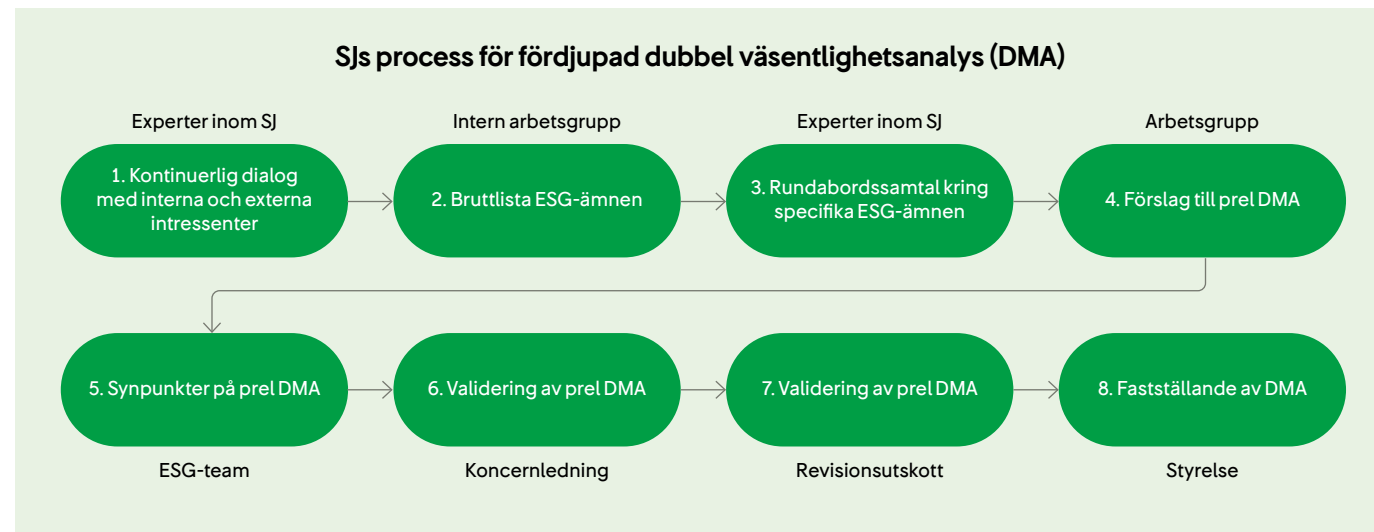 SJs process för fördjupad dubbel väsentlighetsanalys (DMA)
Experter inom SJ
1. Kontinuerlig dialog
med interna och externa
intressenter
Intern arbetsgrupp
2. Bruttlista ESG-ämnen
Experter inom SJ
3. Rundabordssamtal kring
specifika ESG-ämnen
Arbetsgrupp
4. Förslag till prel DMA
5. Synpunkter på prel DMA
ESG-team
6. Validering av prel DMA
Koncernledning
7. Validering av prel DMA
Revisionsutskott
8. Fastställande av DMA
Styrelse